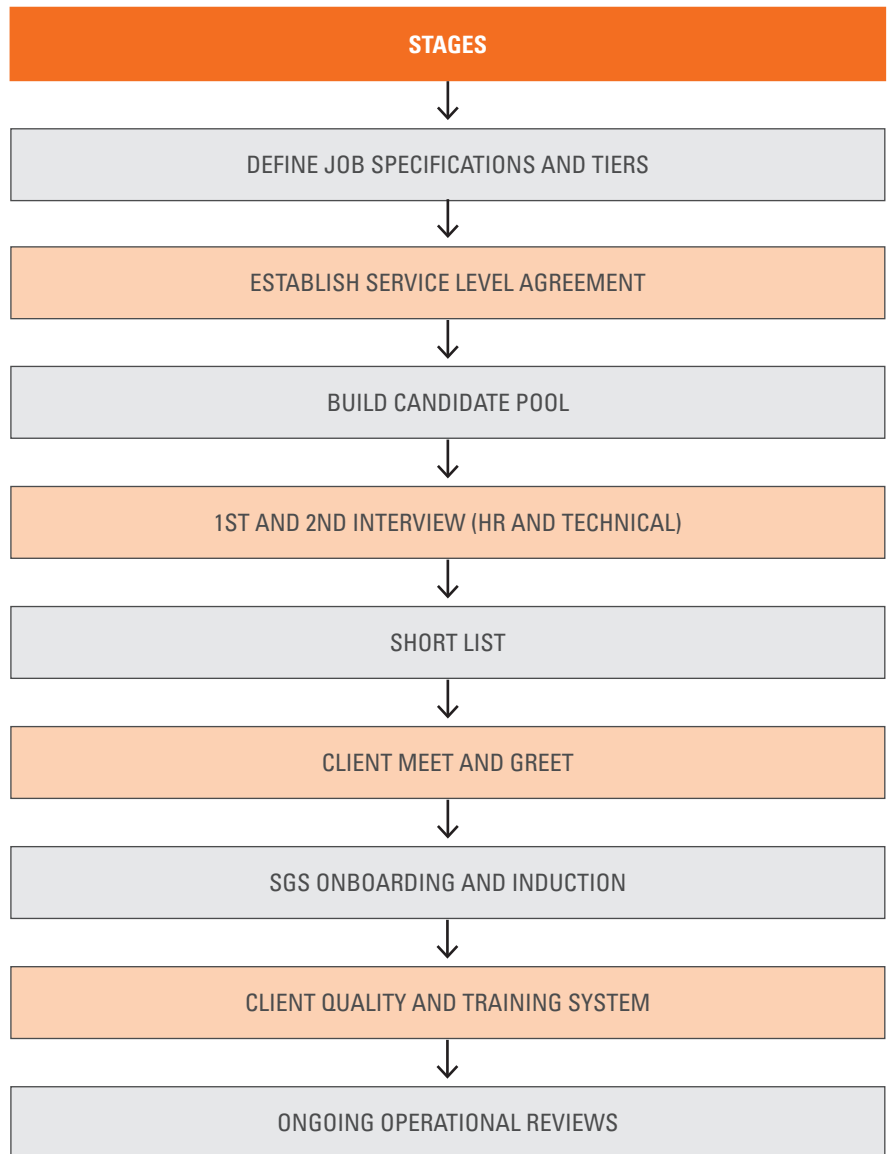 STAGES
DEFINE JOB SPECIFICATIONS AND TIERS
ESTABLISH SERVICE LEVEL AGREEMENT
BUILD CANDIDATE POOL
1ST AND 2ND INTERVIEW (HR AND TECHNICAL)
SHORT LIST
CLIENT MEET AND GREET
SGS ONBOARDING AND INDUCTION
CLIENT QUALITY AND TRAINING SYSTEM
ONGOING OPERATIONAL REVIEWS